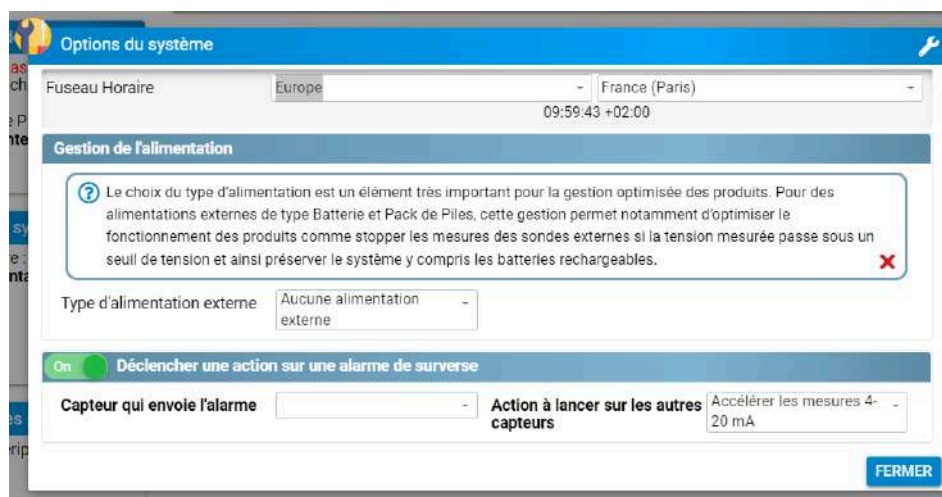 Options du système
Fuseau Horaire Europe France (Paris)
09:59:43 +02:00
Gestion de l'alimentation
Le choix du type d'alimentation est un élément très important pour la gestion optimisée des produits. Pour des
alimentations externes de type Batterie et Pack de Piles, cette gestion permet notamment d'optimiser le
fonctionnement des produits comme stopper les mesures des sondes externes si la tension mesurée passe sous un
seuil de tension et ainsi préserver le système y compris les batteries rechargeables.
Type d'alimentation externe Aucune alimentation
externe
On Déclencher une action sur une alarme de surverse
Capteur qui envoie l'alarme Action à lancer sur les autres Accélérer les mesures 4-
capteurs 20 mA
FERMER